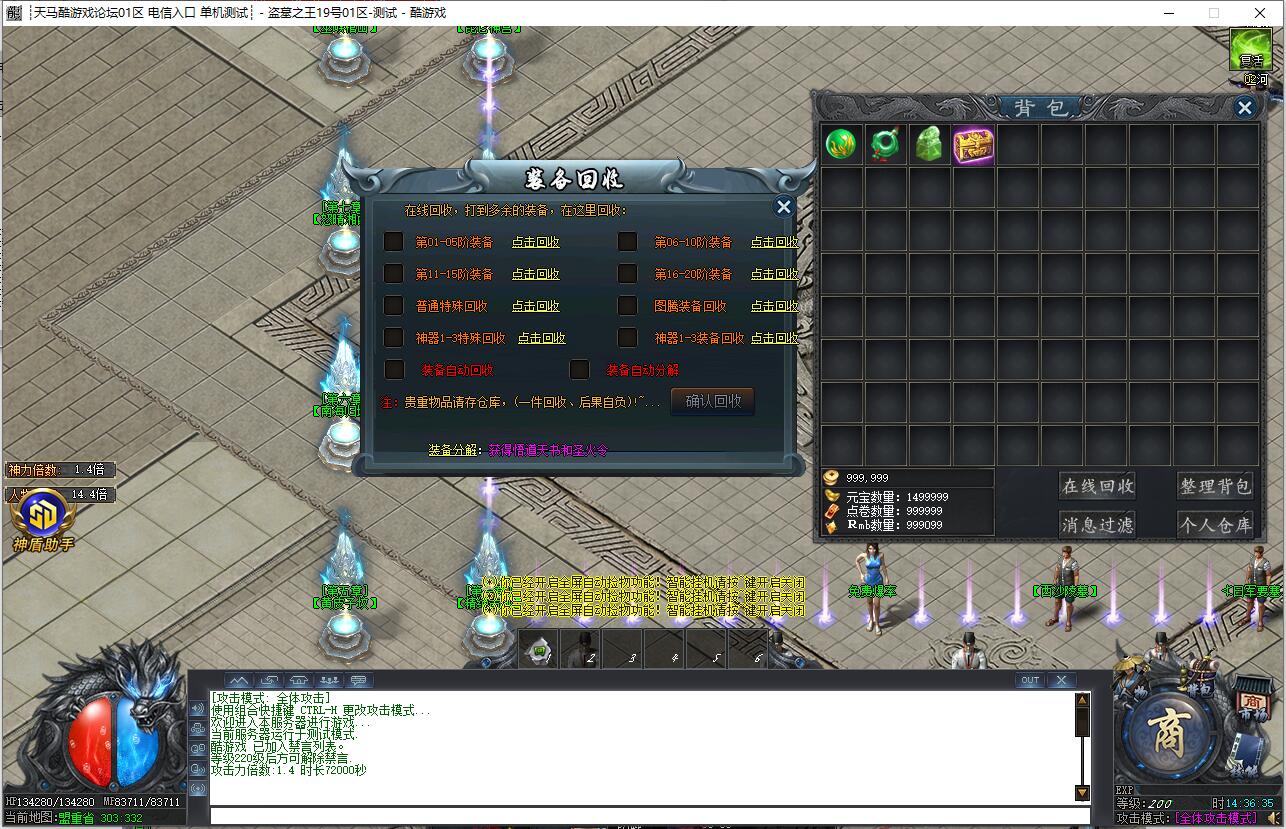 天马酷游戏论坛01区 电信入口 单机测试 - 盗墓之王19号01区-测试 - 酷游戏
复活
背 包
装备回收
在线回收，打到多余的装备，在这里回收：
第01-05阶装备 点击回收 第06-10阶装备 点击回收
第11-15阶装备 点击回收 第16-20阶装备 点击回收
普通特殊回收 点击回收 图腾装备回收 点击回收
神器1-3特殊回收 点击回收 神器1-3装备回收 点击回收
装备自动回收 装备自动分解
注：贵重物品请存仓库，(一件回收、后果自负)!~... 确认回收
装备分解：获得悟道天书和圣火令
神力倍数: 1.4倍
14.4倍
神盾助手
999,999
元宝数量：1499999
点卷数量：999999
Rmb数量：999099
在线回收 整理背包
消息过滤 个人仓库
免费爆率
【西沙陵墓】
1 2 3 4 5 6
OUT
[攻击模式: 全体攻击]
使用组合快捷键 CTRL-H 更改攻击模式...
欢迎进入本服务器进行游戏...
当前服务器运行于测试模式.
酷游戏 已加入禁言列表。
等级220级后方可解除禁言.
攻击力倍数:1.4 时长72000秒
HP134280/134280 MP83711/83711
当前地图:盟重省 303:332
商
背包
商场
技能
EXP
等级:200 时14:36:35
攻击模式:[全体攻击模式]